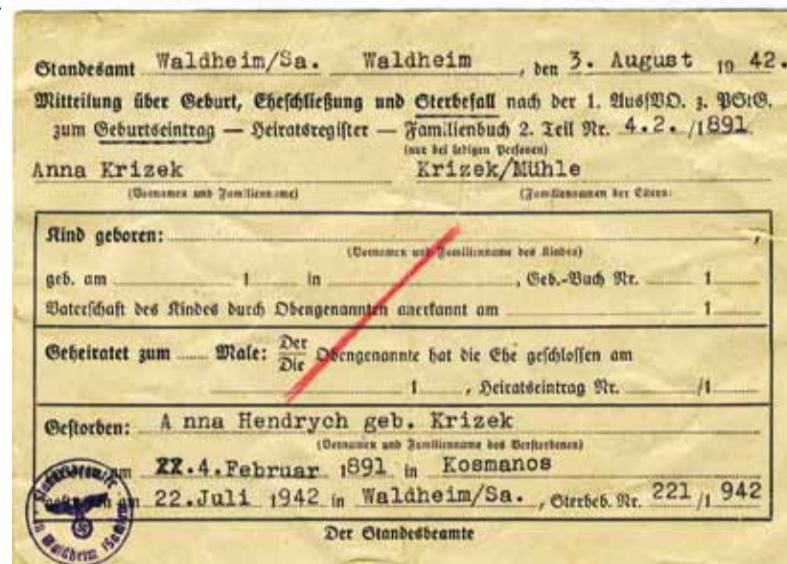 Standesamt Waldheim/Sa. Waldheim, den 3. August 1942.
Mitteilung über Geburt, Eheschließung und Sterbefall nach der 1. AusfVO. z. PStG.
zum Geburtseintrag — Heiratsregister — Familienbuch 2. Teil Nr. 4.2. /1891
(nur bei ledigen Personen)
Anna Krizek Krizek/Mühle
(Vornamen und Familienname) (Familiennamen der Eltern)
Kind geboren: ,
(Vornamen und Familienname des Kindes)
geb. am 1 in , Geb.-Buch Nr. 1
Vaterschaft des Kindes durch Obengenannten anerkannt am 1
Geheiratet zum Male: Der
Die Obengenannte hat die Ehe geschlossen am
1 , Heiratseintrag Nr. /1
Gestorben: A nna Hendrych geb. Krizek
(Vornamen und Familienname des Verstorbenen)
am 4.Februar 1891 in Kosmanos
am 22.Juli 1942 in Waldheim/Sa. , Sterbeb. Nr. 221 /1 942
Der Standesbeamte
in Waldheim